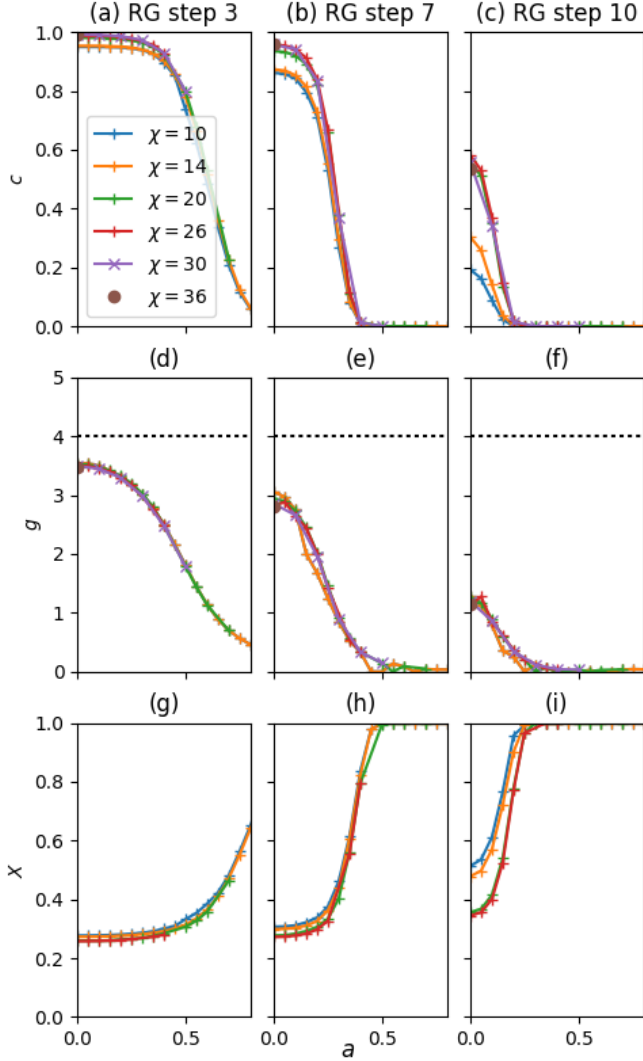 (a) RG step 3
(b) RG step 7
(c) RG step 10
1.0
0.8
0.6
0.4
0.2
0.0
c
χ = 10
χ = 14
χ = 20
χ = 26
χ = 30
χ = 36
(d)
(e)
(f)
5
4
3
2
1
0
g
(g)
(h)
(i)
1.0
0.8
0.6
0.4
0.2
0.0
X
0.0 0.5 0.0 0.5 0.0 0.5
a